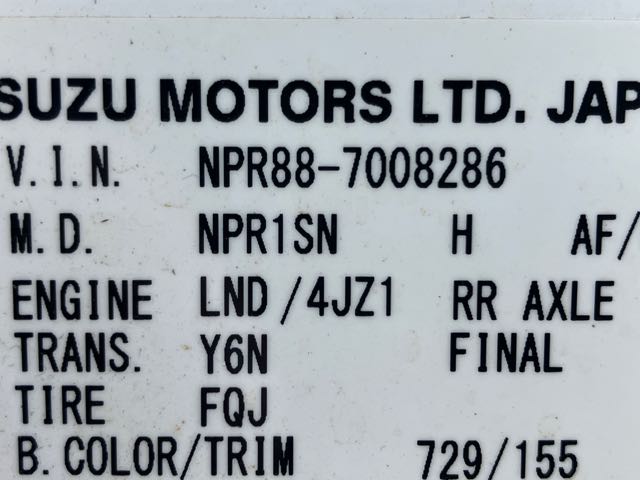 SUZU MOTORS LTD. JAP
V.I.N. NPR88-7008286
M.D. NPR1SN H AF/
ENGINE LND/4JZ1 RR AXLE
TRANS. Y6N FINAL
TIRE FQJ
B.COLOR/TRIM 729/155